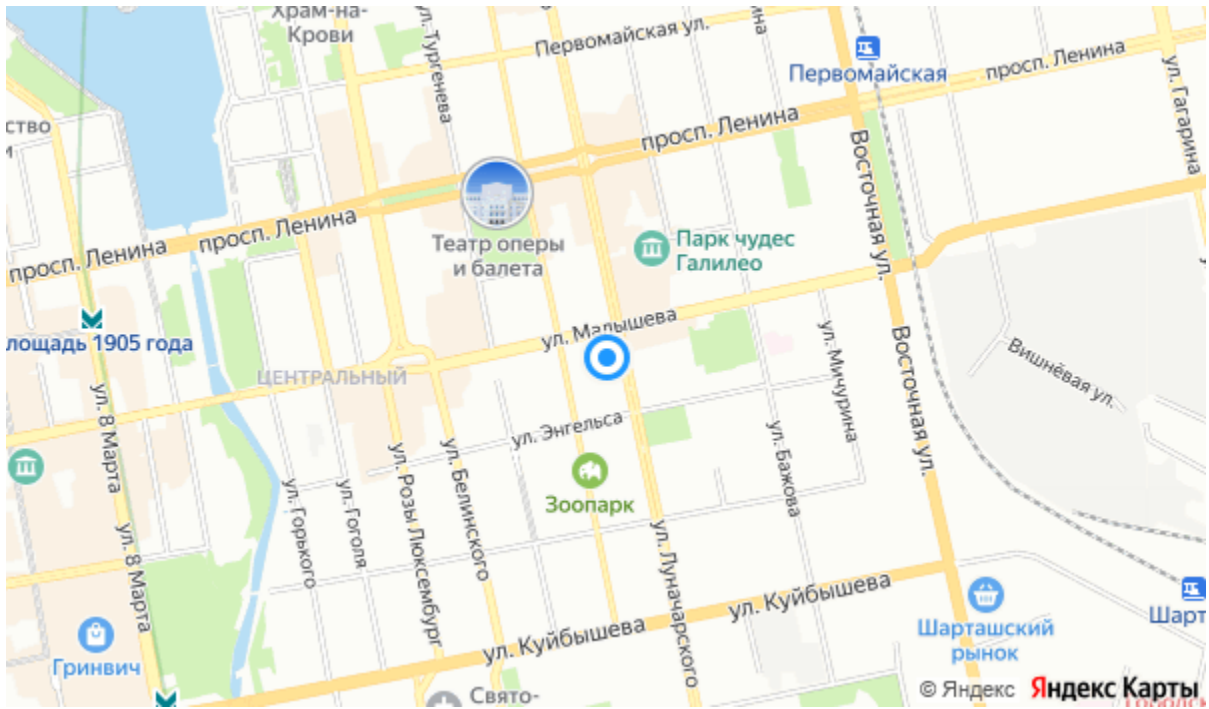 Храм-на-
Крови
ул. Тургенева
Первомайская ул.
Первомайская
просп. Ленина
ул. Гагарина
ство
и
просп. Ленина
Восточная ул.
просп. Ленина
просп. Ленина
Театр оперы
и балета
Парк чудес
Галилео
лощадь 1905 года
ул. Малышева
ЦЕНТРАЛЬНЫЙ
ул. Мичурина
Восточная ул.
Вишнёвая ул.
ул. 8 Марта
ул. Энгельса
ул. Бажова
Зоопарк
ул. Горького
ул. Гоголя
ул. Розы Люксембург
ул. Белинского
ул. 8 Марта
ул. Луначарского
ул. Куйбышева
ул. Куйбышева
Шарт
Шарташский
рынок
Гринвич
Свято-
© Яндекс Яндекс Карты